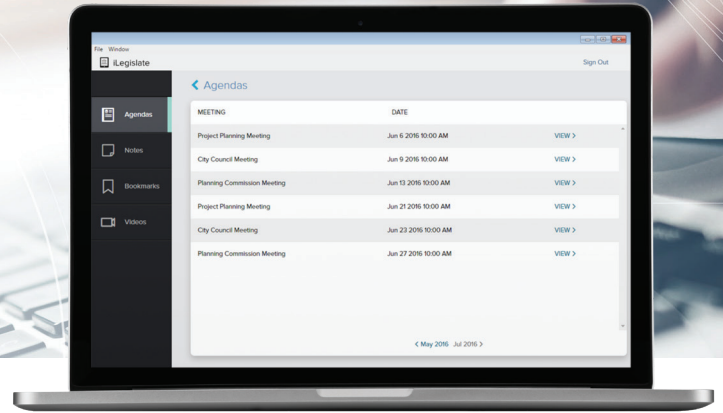 File Window
iLegislate Sign Out
Agendas
MEETING DATE
Agendas
Project Planning Meeting Jun 6 2016 10:00 AM VIEW >
Notes
City Council Meeting Jun 9 2016 10:00 AM VIEW >
Bookmarks
Planning Commission Meeting Jun 13 2016 10:00 AM VIEW >
Project Planning Meeting Jun 21 2016 10:00 AM VIEW >
Videos
City Council Meeting Jun 23 2016 10:00 AM VIEW >
Planning Commission Meeting Jun 27 2016 10:00 AM VIEW >
< May 2016 Jul 2016 >